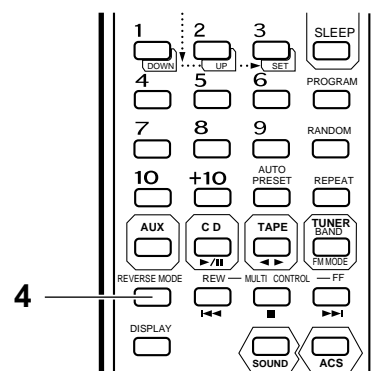 1 2 3 SLEEP
DOWN UP SET
4 5 6 PROGRAM
7 8 9 RANDOM
10 +10 AUTO PRESET REPEAT
AUX CD TAPE TUNER
BAND
►/II ◄ ► FM MODE
REVERSE MODE REW MULTI CONTROL FF
4 I◄◄ ■ ►►I
DISPLAY
SOUND ACS